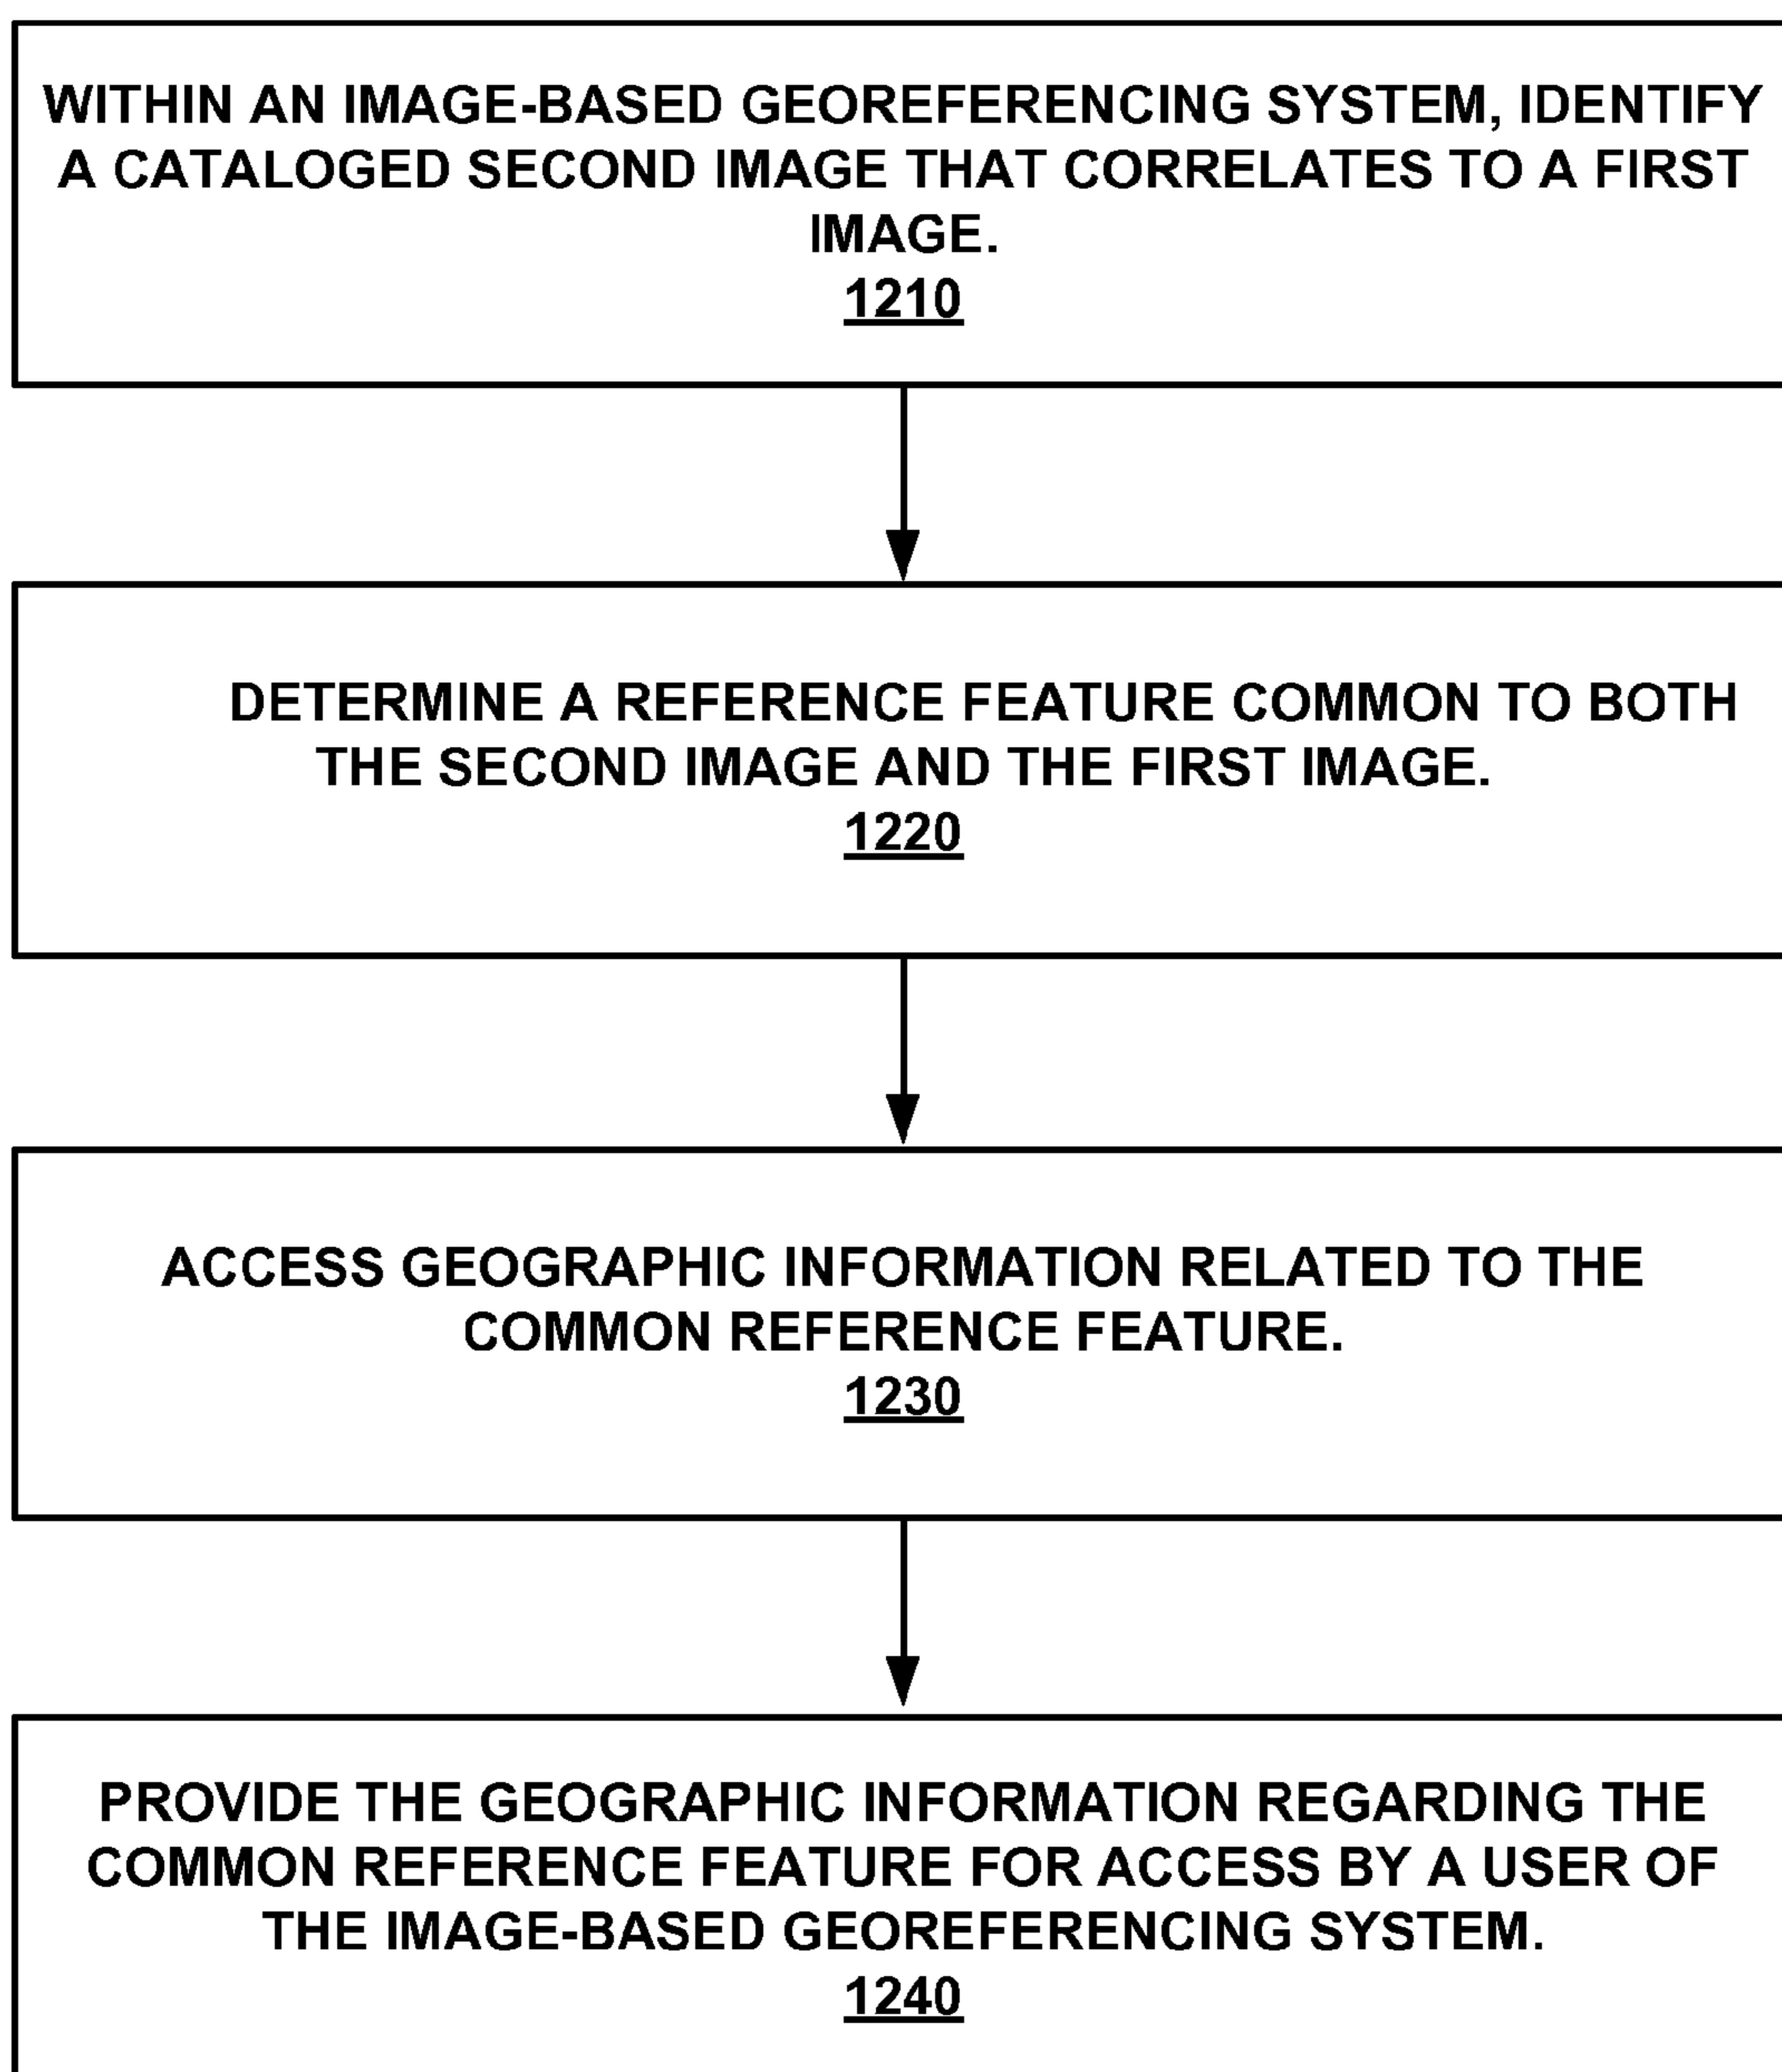 WITHIN AN IMAGE-BASED GEOREFERENCING SYSTEM, IDENTIFY
A CATALOGED SECOND IMAGE THAT CORRELATES TO A FIRST
IMAGE.
1210
DETERMINE A REFERENCE FEATURE COMMON TO BOTH
THE SECOND IMAGE AND THE FIRST IMAGE.
1220
ACCESS GEOGRAPHIC INFORMATION RELATED TO THE
COMMON REFERENCE FEATURE.
1230
PROVIDE THE GEOGRAPHIC INFORMATION REGARDING THE
COMMON REFERENCE FEATURE FOR ACCESS BY A USER OF
THE IMAGE-BASED GEOREFERENCING SYSTEM.
1240